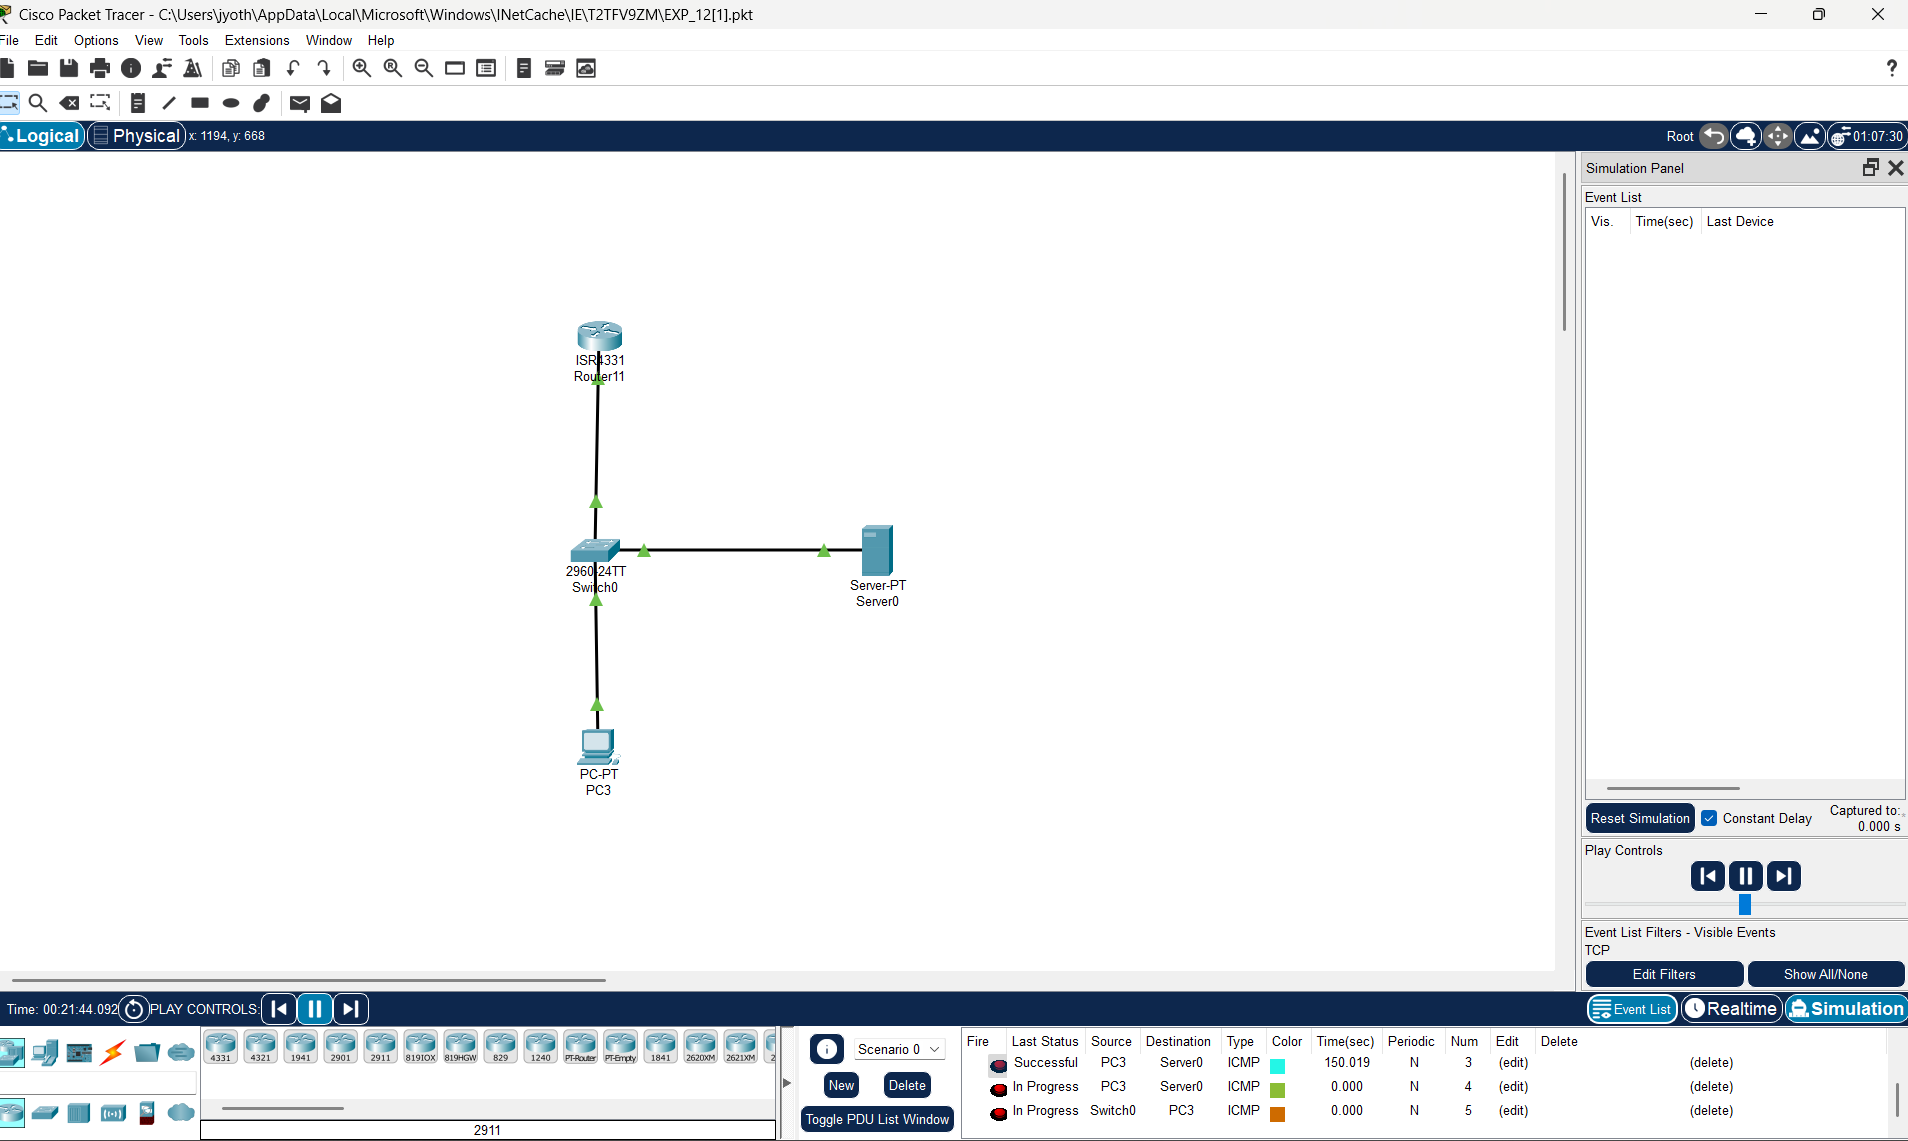 Cisco Packet Tracer - C:\Users\jyoth\AppData\Local\Microsoft\Windows\INetCache\IE\T2TFV9ZM\EXP_12[1].pkt
File Edit Options View Tools Extensions Window Help
?
Logical Physical x: 1194, y: 668
Root 01:07:30
Simulation Panel
Event List
Vis. Time(sec) Last Device
ISR4331
Router11
2960-24TT
Switch0
Server-PT
Server0
PC-PT
PC3
Reset Simulation Constant Delay Captured to:
0.000 s
Play Controls
Event List Filters - Visible Events
TCP
Edit Filters Show All/None
Time: 00:21:44.092 PLAY CONTROLS:
Event List Realtime Simulation
4331 4321 1941 2901 2911 819IOX 819HGW 829 1240 PT-Router PT-Empty 1841 2620XM 2621XM 2
2911
Scenario 0
New Delete
Toggle PDU List Window
Fire Last Status Source Destination Type Color Time(sec) Periodic Num Edit Delete
Successful PC3 Server0 ICMP 150.019 N 3 (edit) (delete)
In Progress PC3 Server0 ICMP 0.000 N 4 (edit) (delete)
In Progress Switch0 PC3 ICMP 0.000 N 5 (edit) (delete)